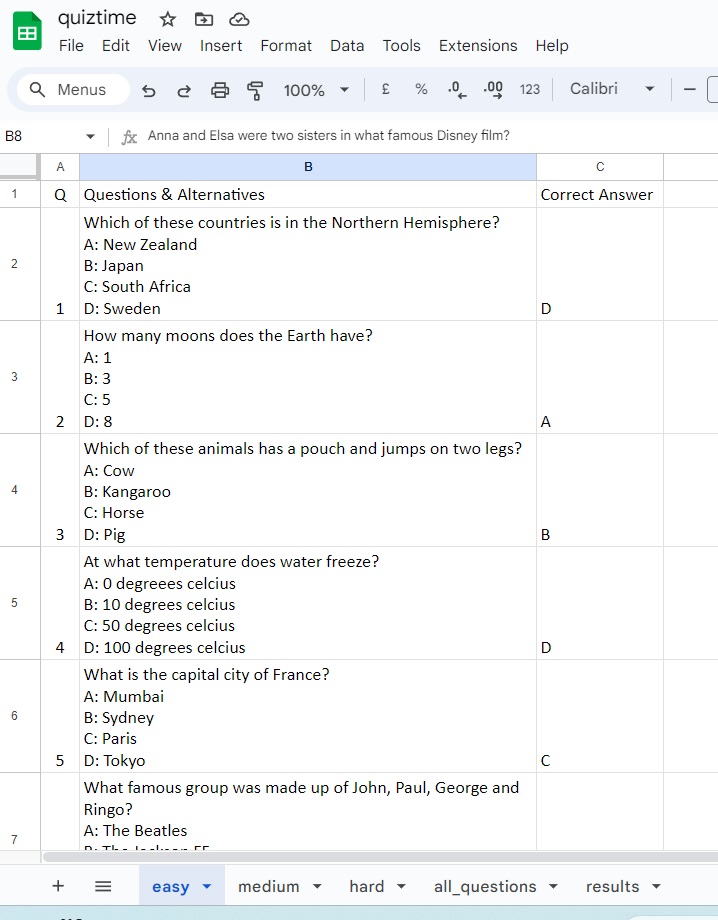 quiztime
File Edit View Insert Format Data Tools Extensions Help
Menus 100% £ % .0 .00 123 Calibri
B8 fx Anna and Elsa were two sisters in what famous Disney film?
A B C
1 Q Questions & Alternatives Correct Answer
Which of these countries is in the Northern Hemisphere?
A: New Zealand
2 B: Japan
C: South Africa
1 D: Sweden D
How many moons does the Earth have?
A: 1
3 B: 3
C: 5
2 D: 8 A
Which of these animals has a pouch and jumps on two legs?
A: Cow
4 B: Kangaroo
C: Horse
3 D: Pig B
At what temperature does water freeze?
A: 0 degreees celcius
5 B: 10 degrees celcius
C: 50 degrees celcius
4 D: 100 degrees celcius D
What is the capital city of France?
A: Mumbai
6 B: Sydney
C: Paris
5 D: Tokyo C
What famous group was made up of John, Paul, George and
Ringo?
7 A: The Beatles
easy medium hard all_questions results